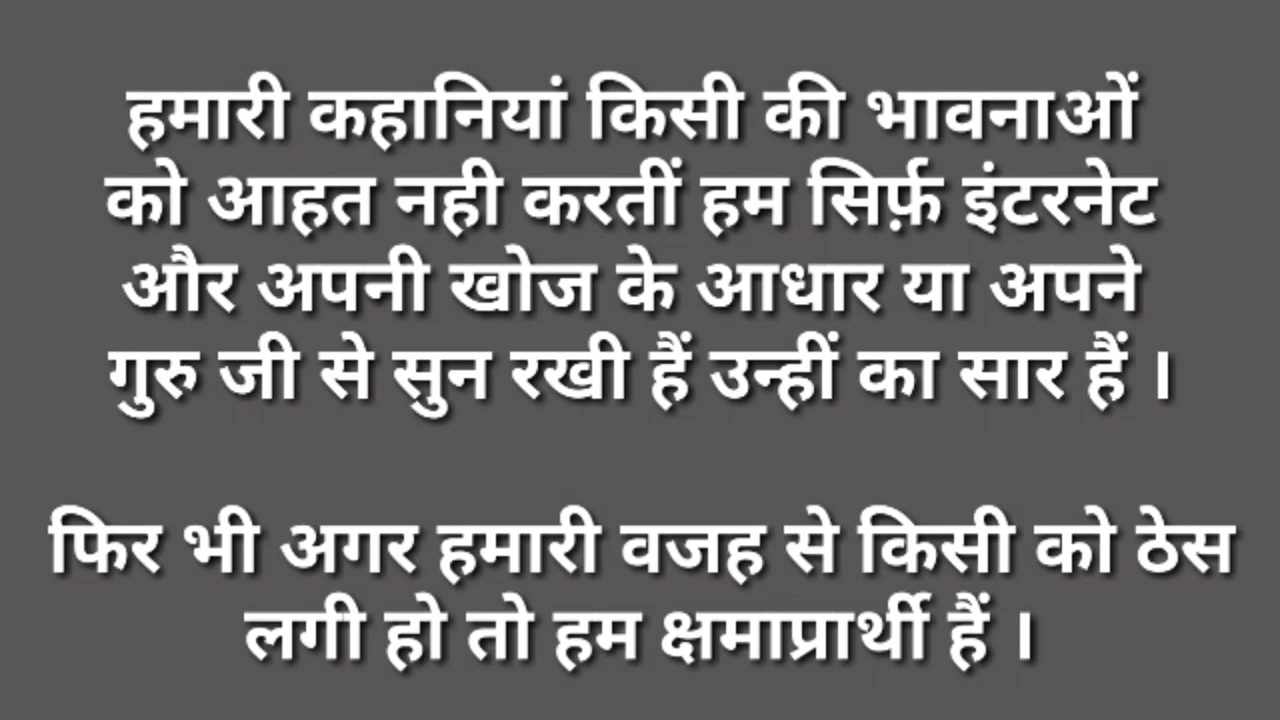 हमारी कहानियां किसी की भावनाओं
को आहत नही करतीं हम सिर्फ़ इंटरनेट
और अपनी खोज के आधार या अपने
गुरु जी से सुन रखी हैं उन्हीं का सार हैं ।
फिर भी अगर हमारी वजह से किसी को ठेस
लगी हो तो हम क्षमाप्रार्थी हैं ।